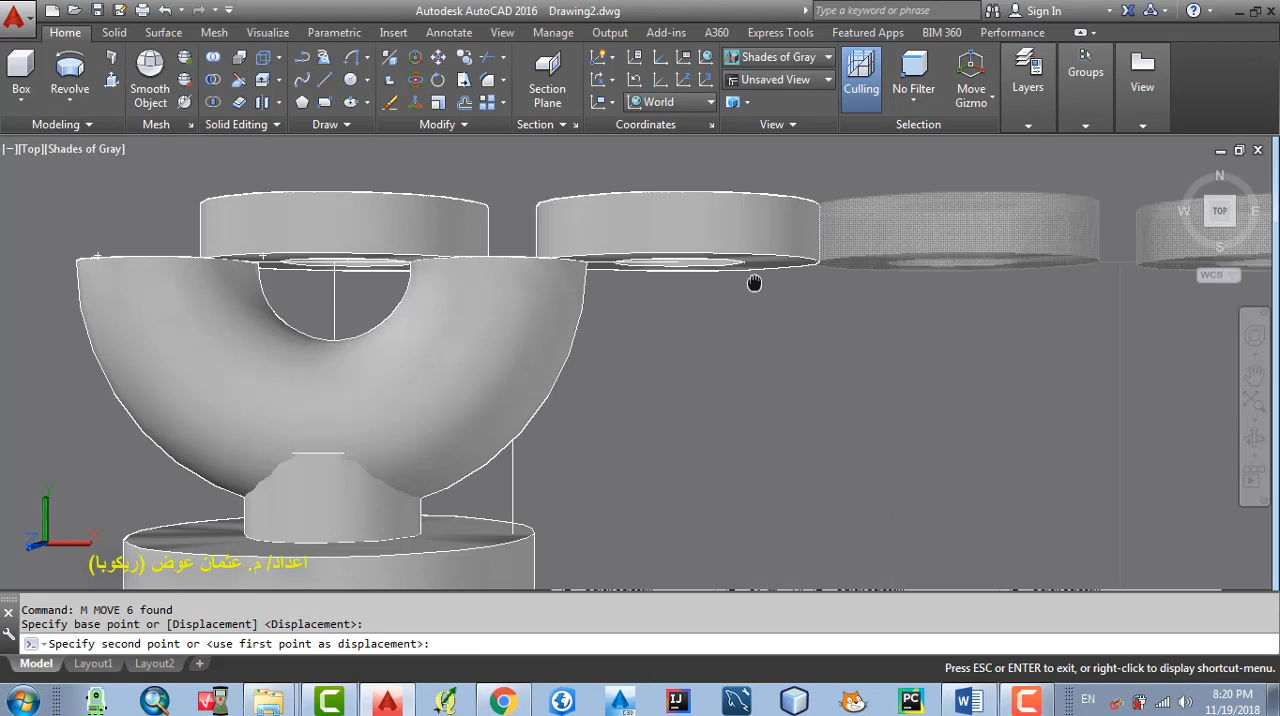 Autodesk AutoCAD 2016 Drawing2.dwg
Type a keyword or phrase
Sign In
Home Solid Surface Mesh Visualize Parametric Insert Annotate View Manage Output Add-ins A360 Express Tools Featured Apps BIM 360 Performance
Shades of Gray
Unsaved View
World
Box
Revolve
Smooth Object
Section Plane
Culling
No Filter
Move Gizmo
Layers
Groups
View
Modeling
Mesh
Solid Editing
Draw
Modify
Section
Coordinates
View
Selection
[−][Top][Shades of Gray]
N
W TOP E
S
WCS
Y
Z X
اعداد/ م. عثمان عوض (ريكوبا)
Command: M MOVE 6 found
Specify base point or [Displacement] <Displacement>:
Specify second point or <use first point as displacement>:
Model Layout1 Layout2 +
Press ESC or ENTER to exit, or right-click to display shortcut-menu.
EN
8:20 PM
11/19/2018